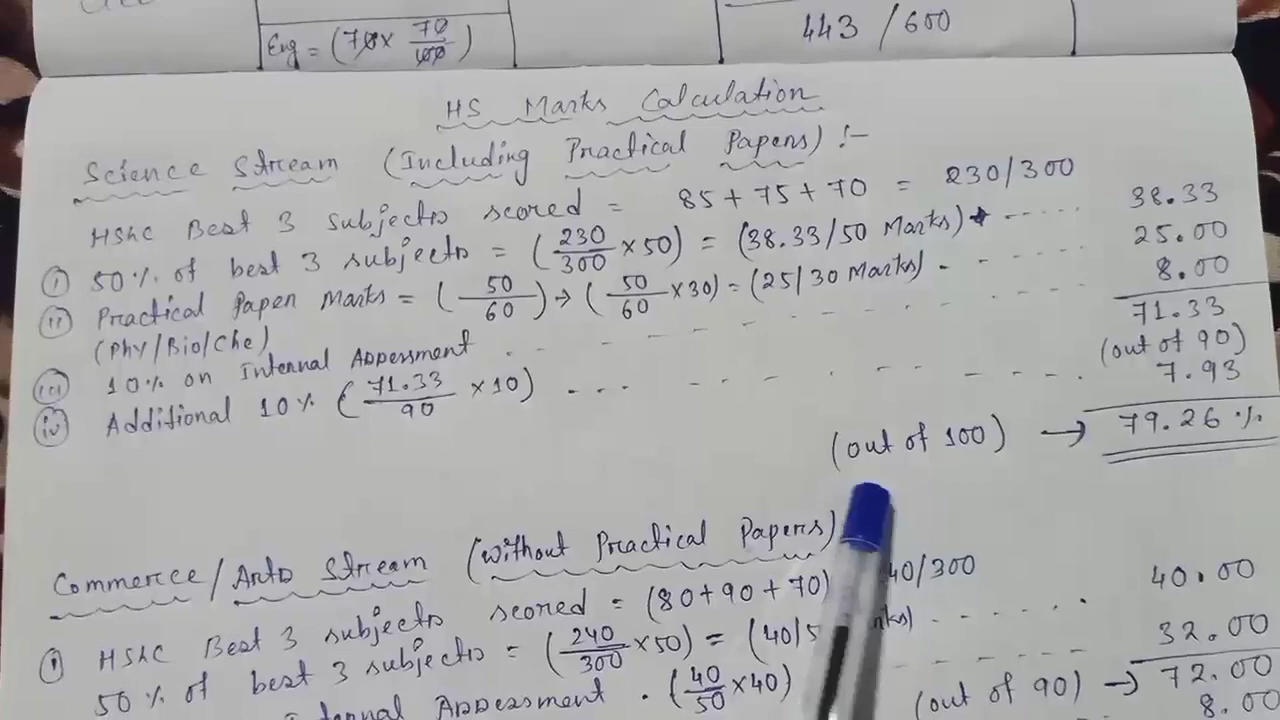 Eng = (70 × 70/100)
443 / 600
HS Marks Calculation
Science Stream (Including Practical Papers) :-
HSLC Best 3 subjects scored = 85 + 75 + 70 = 230/300
(i) 50% of best 3 subjects = (230/300 × 50) = (38.33/50 Marks) ..... 38.33
(ii) Practical Paper Marks = (50/60) → (50/60 × 30) = (25/30 Marks) - - - - - 25.00
(Phy/Bio/Che)
(iii) 10% on Internal Assessment . - - - - - - - 8.00
71.33
(out of 90)
(iv) Additional 10% (71.33/90 × 10) ... - - - - - - - 7.93
(out of 100) → 79.26 %
Commerce / Arts Stream (Without Practical Papers)
HSLC Best 3 subjects scored = (80 + 90 + 70) 40/300
(i) 50% of best 3 subjects = (240/300 × 50) = (40/5 ...... 40.00
Assessment . (40/50 × 40) - - - - - 32.00
(out of 90) → 72.00
8.00